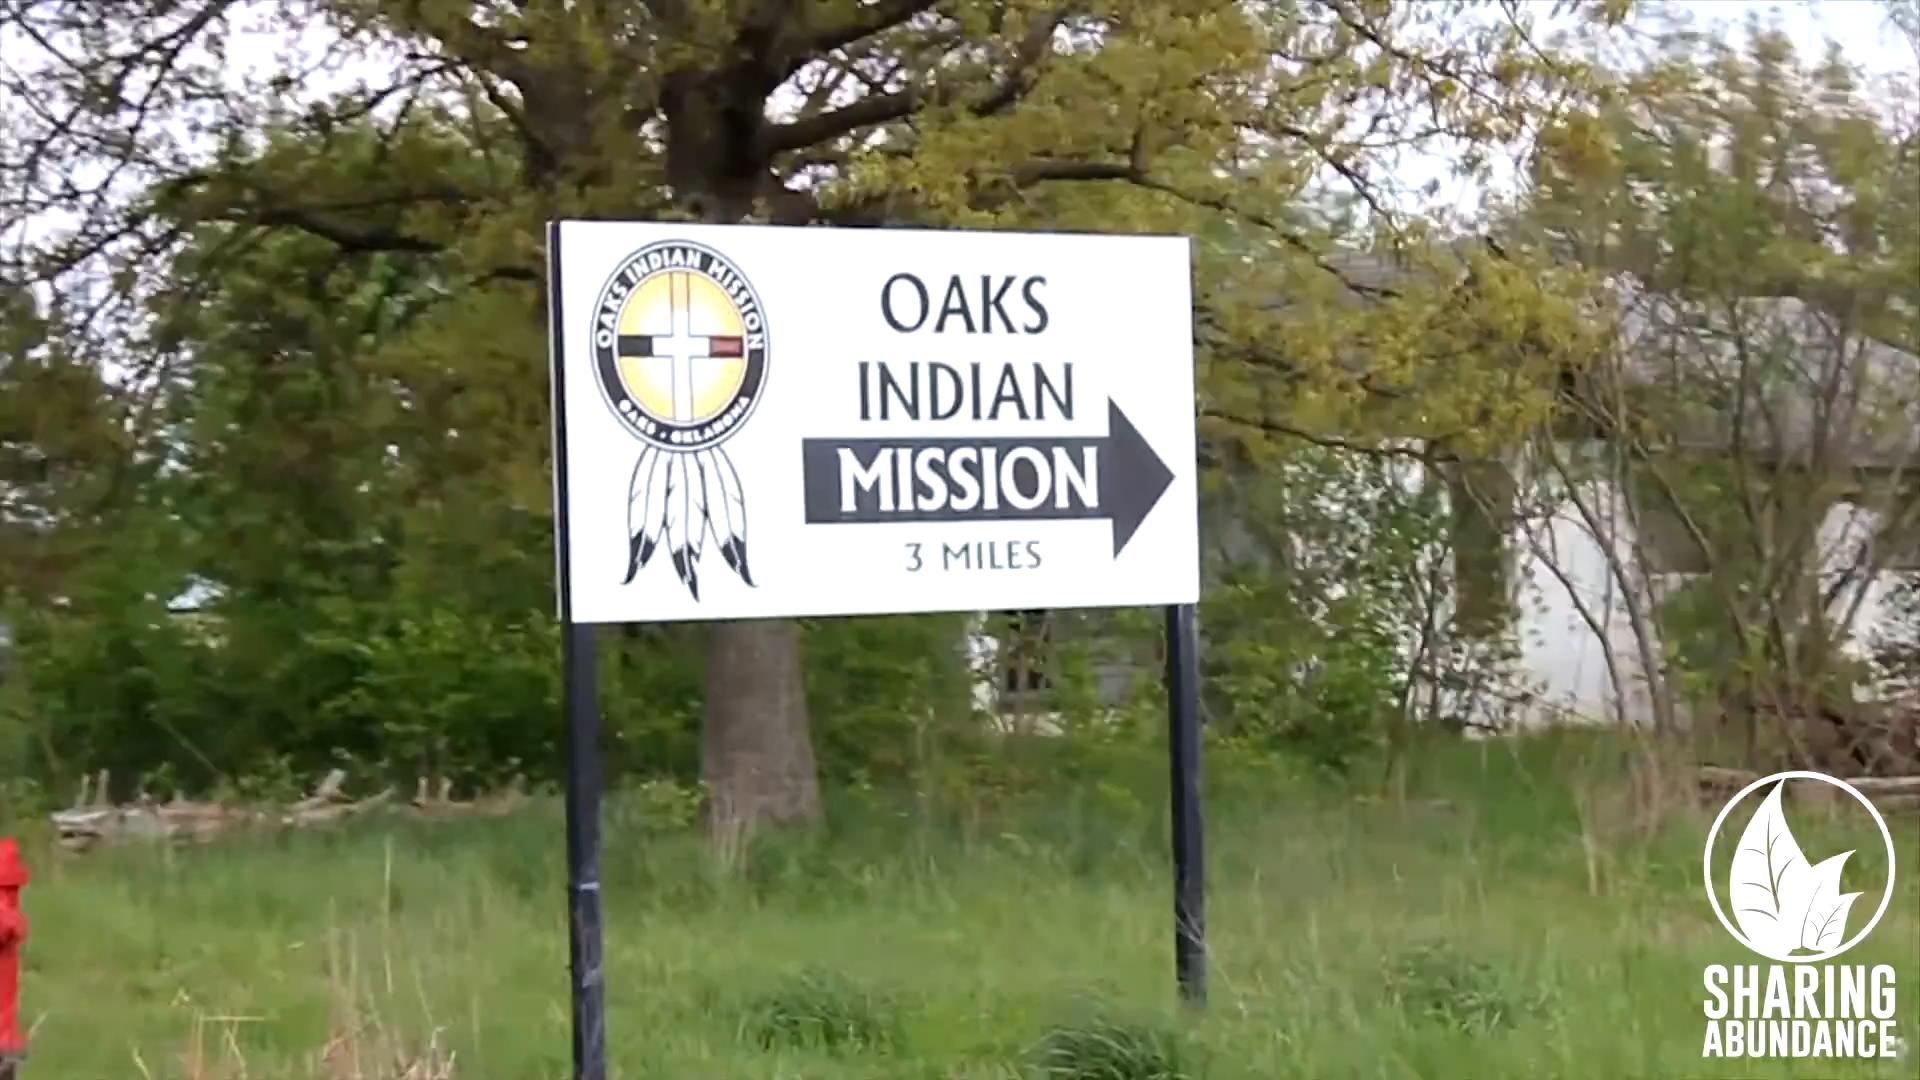 OAKS INDIAN MISSION
OAKS • OKLAHOMA
OAKS
INDIAN
MISSION
3 MILES
SHARING
ABUNDANCE